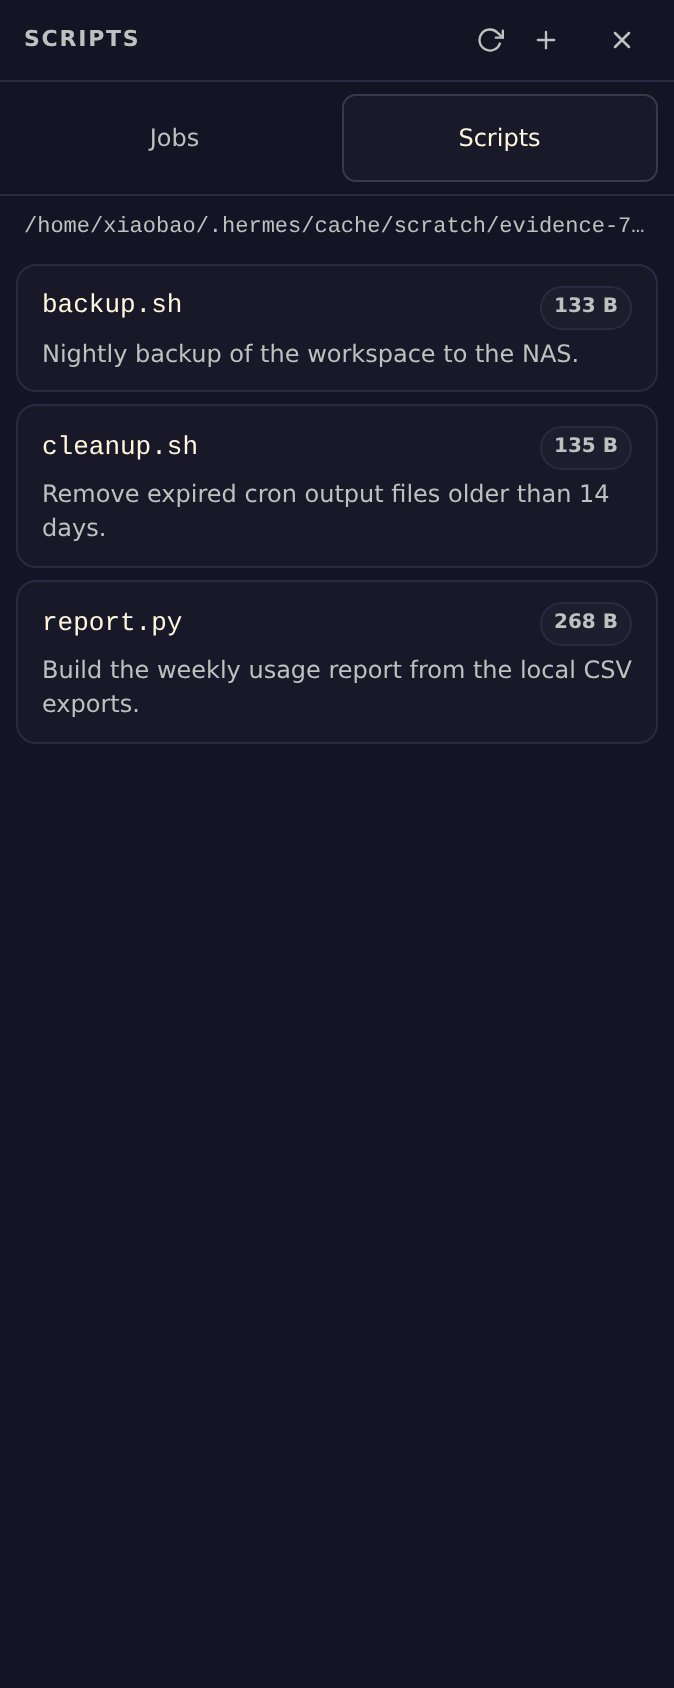 SCRIPTS
Jobs
Scripts
/home/xiaobao/.hermes/cache/scratch/evidence-7…
backup.sh
133 B
Nightly backup of the workspace to the NAS.
cleanup.sh
135 B
Remove expired cron output files older than 14
days.
report.py
268 B
Build the weekly usage report from the local CSV
exports.